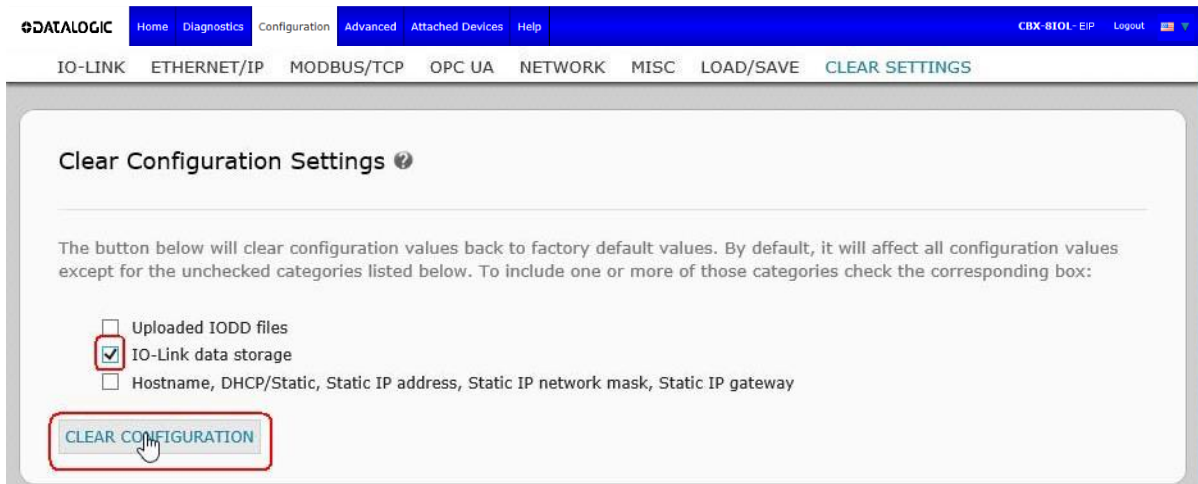 DATALOGIC Home Diagnostics Configuration Advanced Attached Devices Help CBX-8IOL- EIP Logout
IO-LINK ETHERNET/IP MODBUS/TCP OPC UA NETWORK MISC LOAD/SAVE CLEAR SETTINGS
Clear Configuration Settings ?
The button below will clear configuration values back to factory default values. By default, it will affect all configuration values
except for the unchecked categories listed below. To include one or more of those categories check the corresponding box:
Uploaded IODD files
IO-Link data storage
Hostname, DHCP/Static, Static IP address, Static IP network mask, Static IP gateway
CLEAR CONFIGURATION